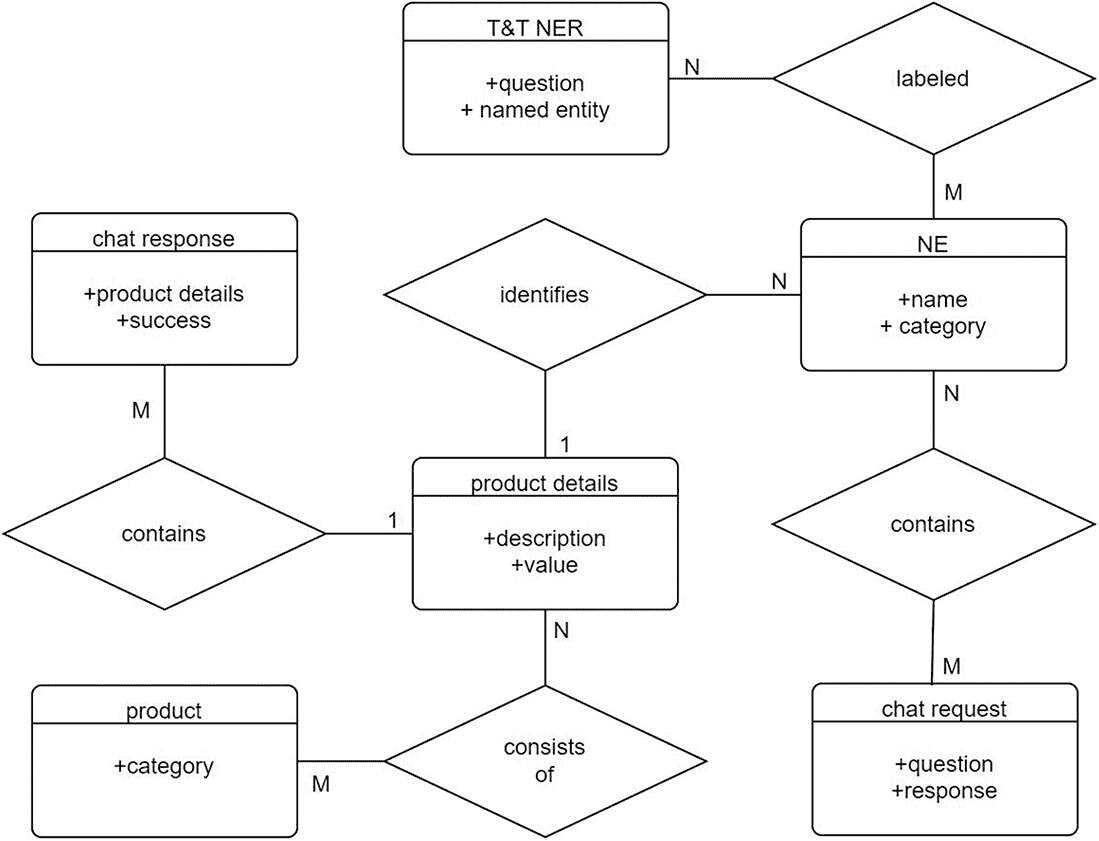 T&T NER
+question
+ named entity
N
labeled
M
chat response
+product details
+success
identifies
N
NE
+name
+ category
M
N
1
product details
+description
+value
contains
1
contains
N
M
product
+category
M
consists
of
chat request
+question
+response